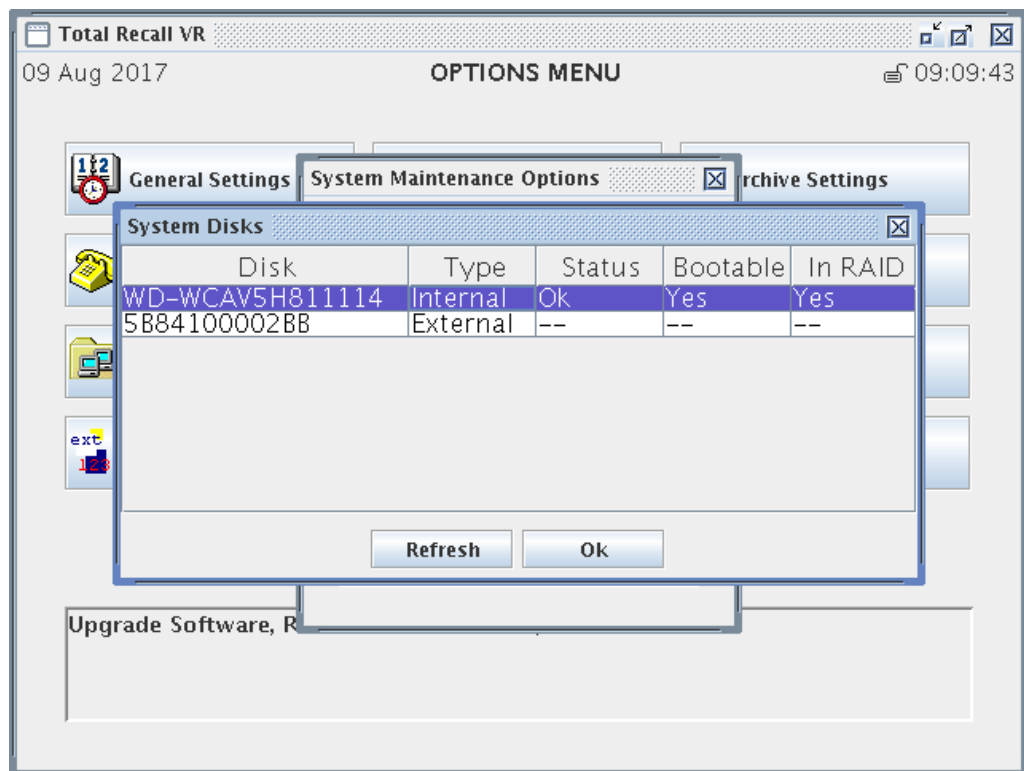 Total Recall VR
09 Aug 2017 OPTIONS MENU 09:09:43
General Settings System Maintenance Options rchive Settings
System Disks
Disk Type Status Bootable In RAID
WD-WCAV5H811114 Internal Ok Yes Yes
5B84100002BB External -- -- --
ext
123
Refresh Ok
Upgrade Software, R